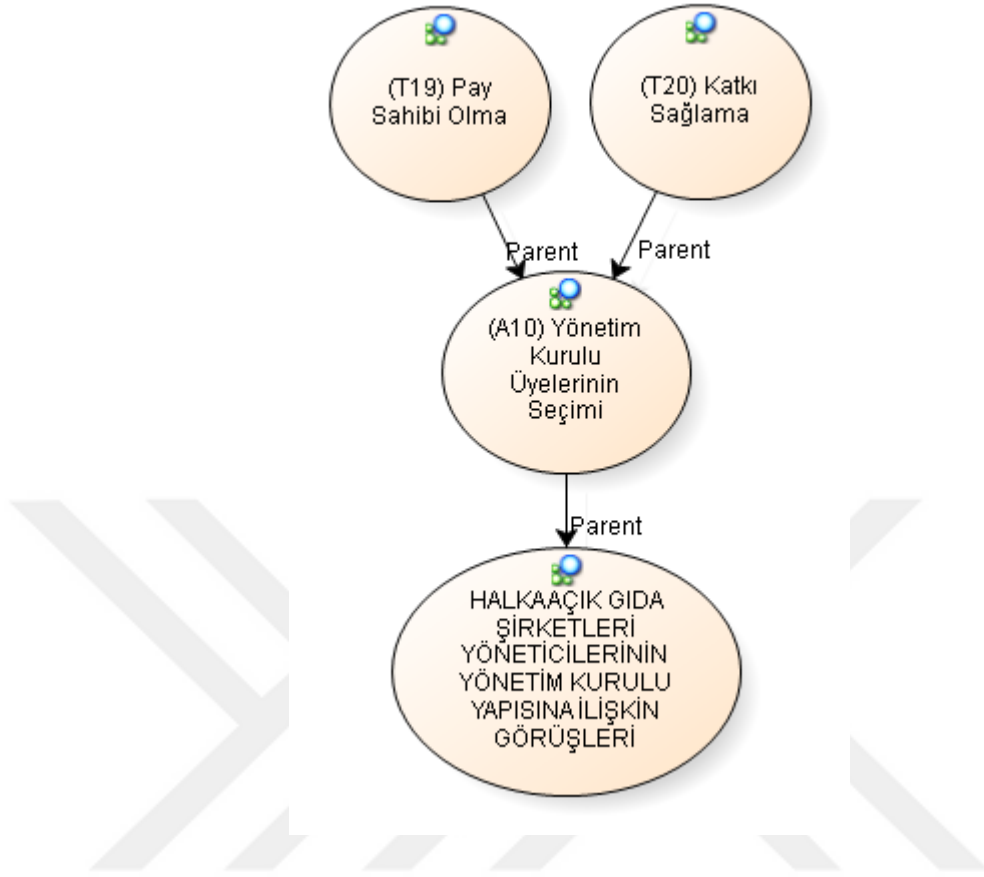 (T19) Pay
Sahibi Olma
(T20) Katkı
Sağlama
Parent
Parent
(A10) Yönetim
Kurulu
Üyelerinin
Seçimi
Parent
HALKAAÇIK GIDA
ŞİRKETLERİ
YÖNETİCİLERİNİN
YÖNETİM KURULU
YAPISINA İLİŞKİN
GÖRÜŞLERİ